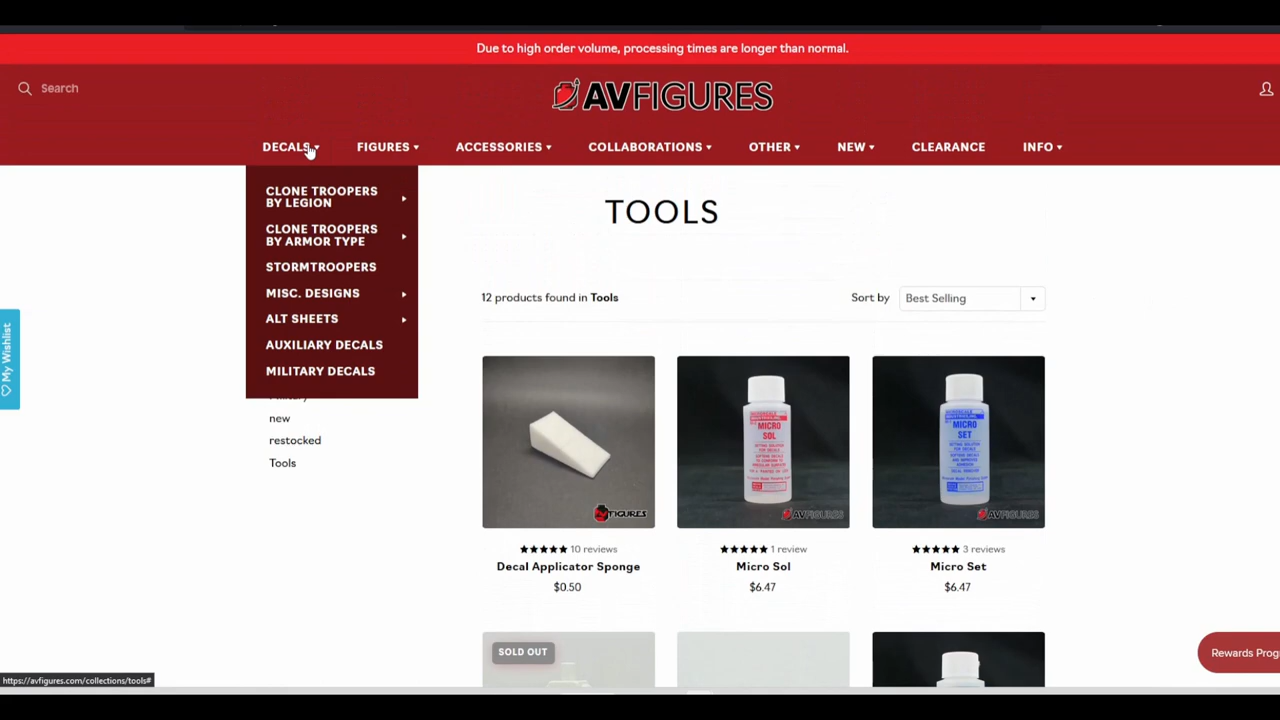 Due to high order volume, processing times are longer than normal.
Search
AVFIGURES
DECALS
FIGURES
ACCESSORIES
COLLABORATIONS
OTHER
NEW
CLEARANCE
INFO
CLONE TROOPERS
BY LEGION
CLONE TROOPERS
BY ARMOR TYPE
STORMTROOPERS
MISC. DESIGNS
ALT SHEETS
AUXILIARY DECALS
MILITARY DECALS
new
restocked
Tools
My Wishlist
TOOLS
12 products found in Tools
Sort by
Best Selling
MICRO
SOL
MICRO
SET
AVFIGURES
AVFIGURES
10 reviews
1 review
3 reviews
Decal Applicator Sponge
Micro Sol
Micro Set
$0.50
$6.47
$6.47
SOLD OUT
Rewards Prog
https://avfigures.com/collections/tools#